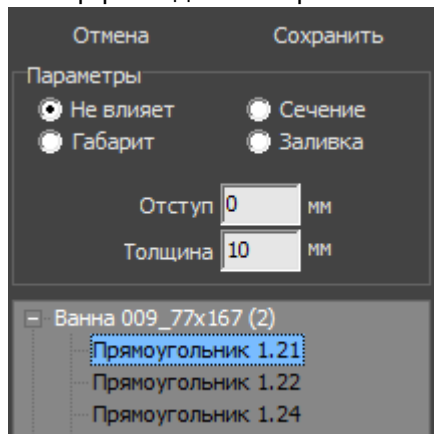 Отмена Сохранить
Параметры
Не влияет Сечение
Габарит Заливка
Отступ 0 мм
Толщина 10 мм
Ванна 009_77x167 (2)
Прямоугольник 1.21
Прямоугольник 1.22
Прямоугольник 1.24